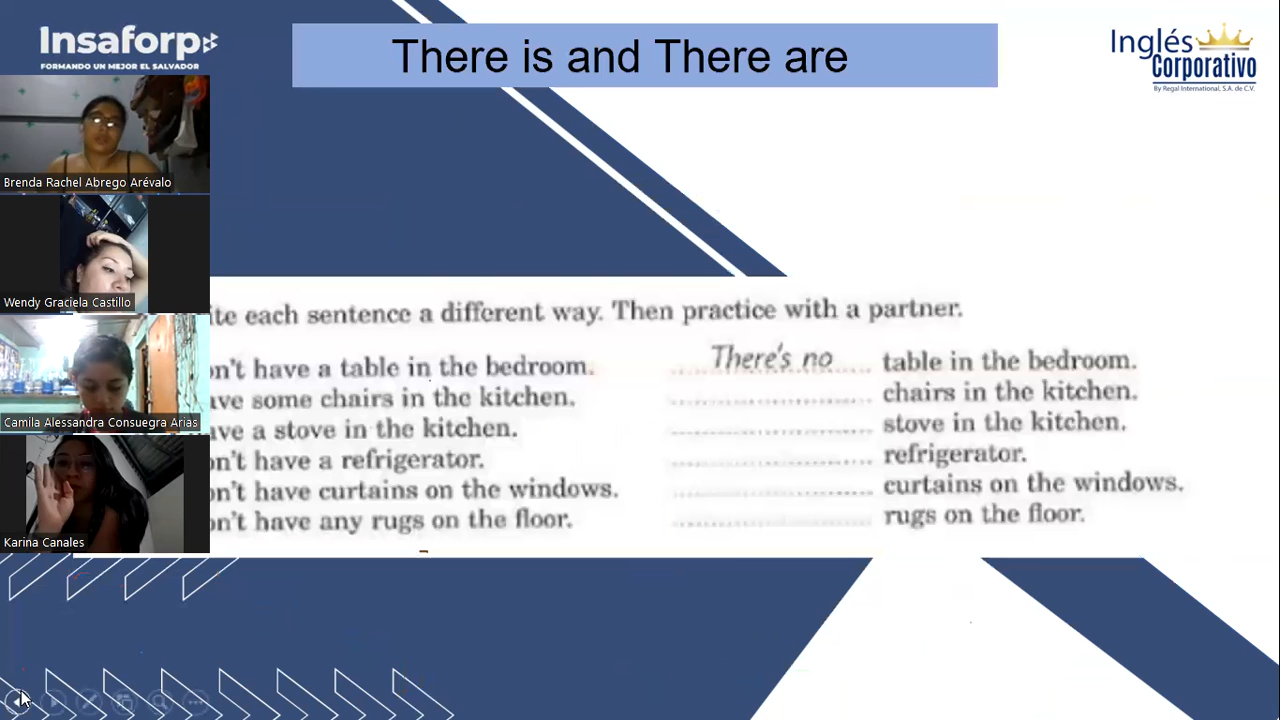 Insaforp
FORMANDO UN MEJOR EL SALVADOR
There is and There are
Inglés
Corporativo
By Regal International, S.A. de C.V.
Brenda Rachel Abrego Arévalo
Wendy Graciela Castillo
Camila Alessandra Consuegra Arias
Karina Canales
ite each sentence a different way. Then practice with a partner.
on't have a table in the bedroom. There's no table in the bedroom.
ave some chairs in the kitchen. chairs in the kitchen.
ave a stove in the kitchen. stove in the kitchen.
on't have a refrigerator. refrigerator.
on't have curtains on the windows. curtains on the windows.
on't have any rugs on the floor. rugs on the floor.